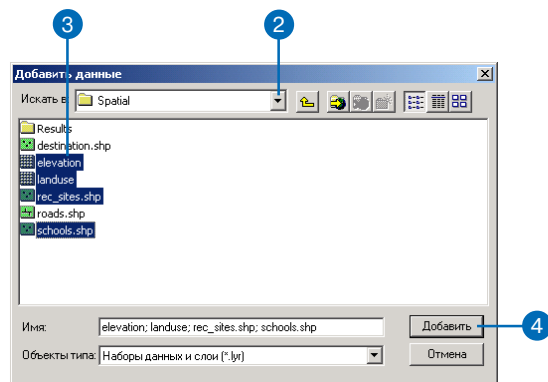 3
2
Добавить данные
Искать в:
Spatial
Results
destination.shp
elevation
landuse
rec_sites.shp
roads.shp
schools.shp
Имя:
elevation; landuse; rec_sites.shp; schools.shp
Добавить
4
Объекты типа:
Наборы данных и слои (*.lyr)
Отмена